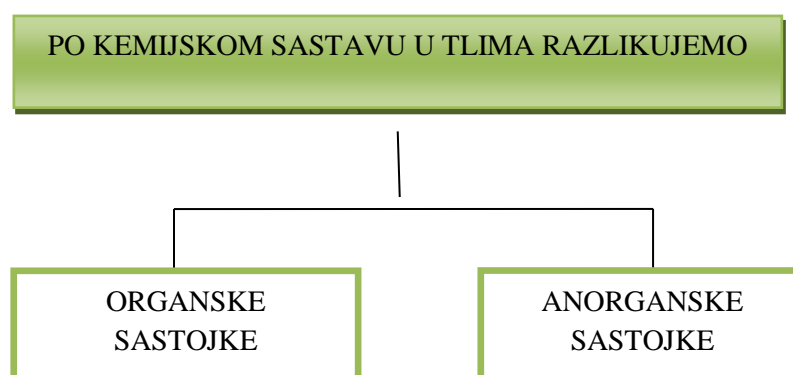 PO KEMIJSKOM SASTAVU U TLIMA RAZLIKUJEMO
ORGANSKE
SASTOJKE
ANORGANSKE
SASTOJKE